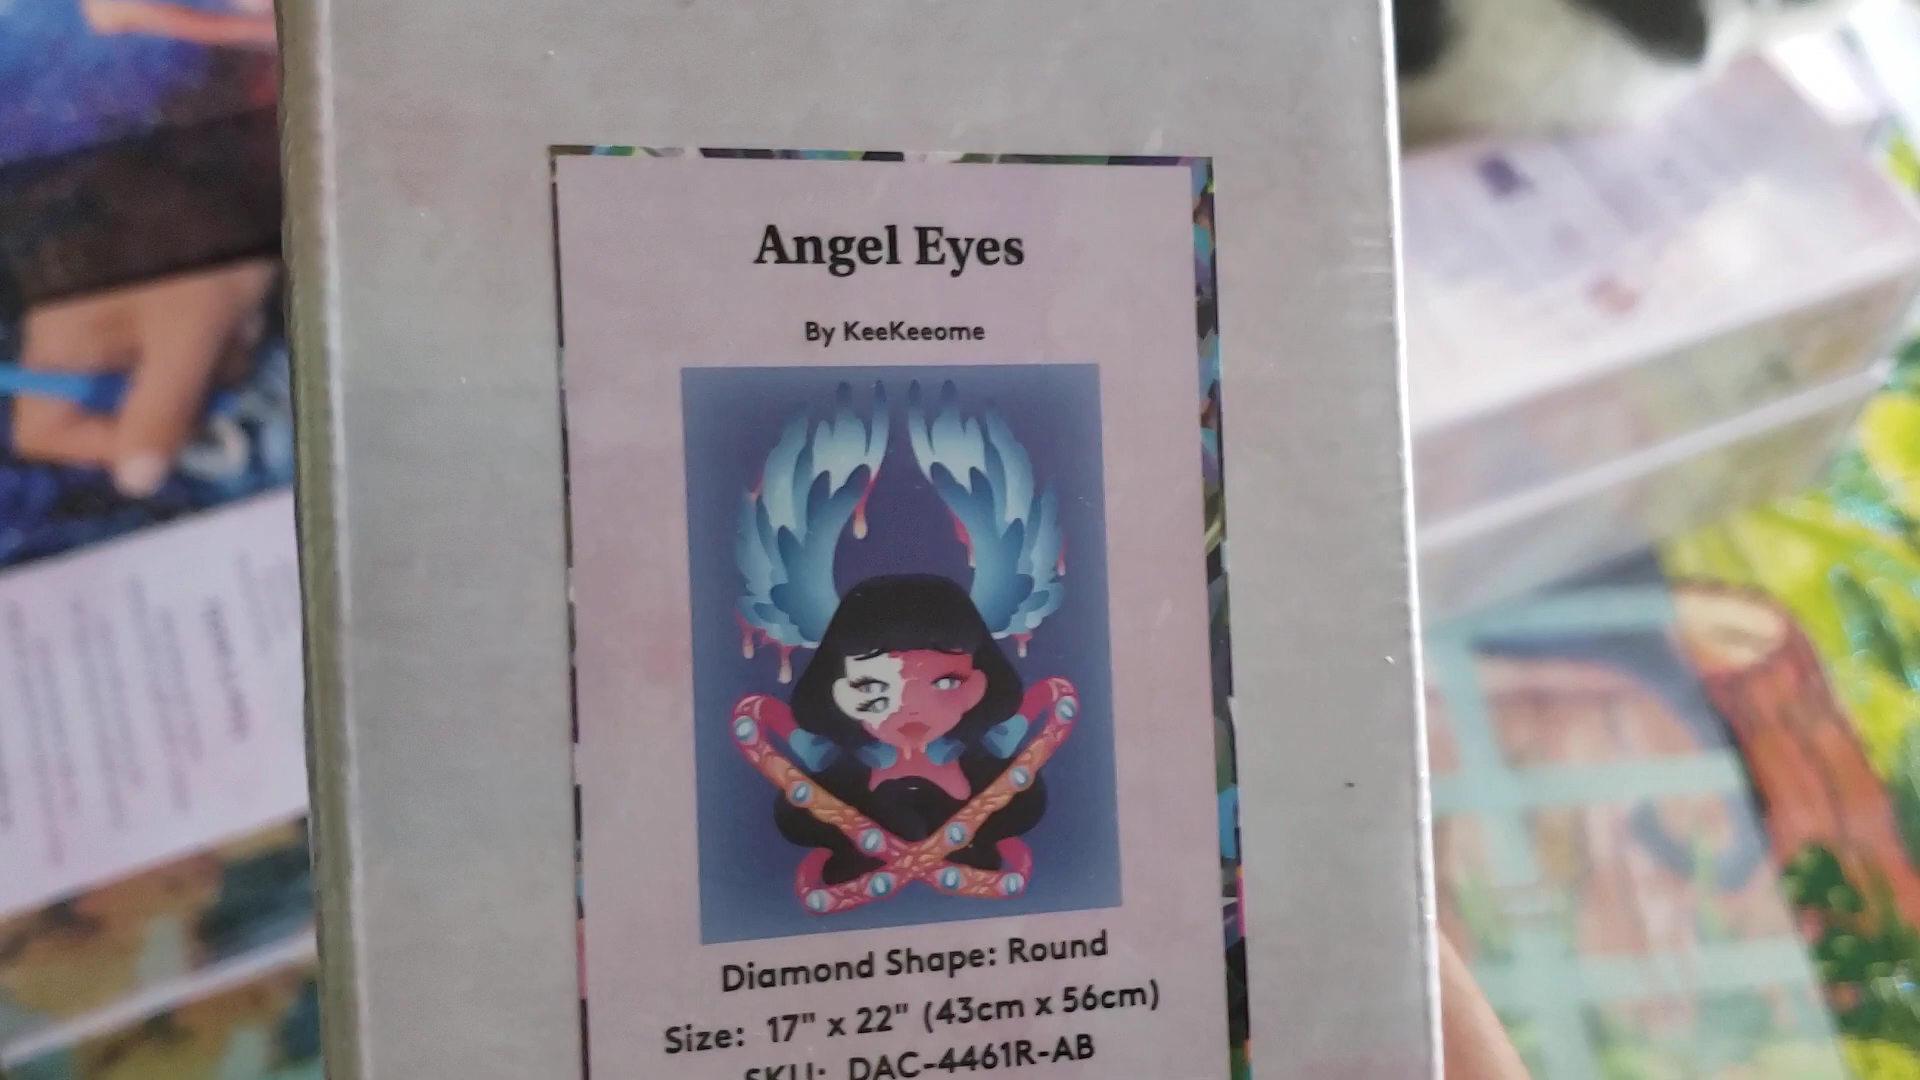 Angel Eyes
By KeeKeeome
Diamond Shape: Round
Size: 17" x 22" (43cm x 56cm)
SKU: DAC-4461R-AB